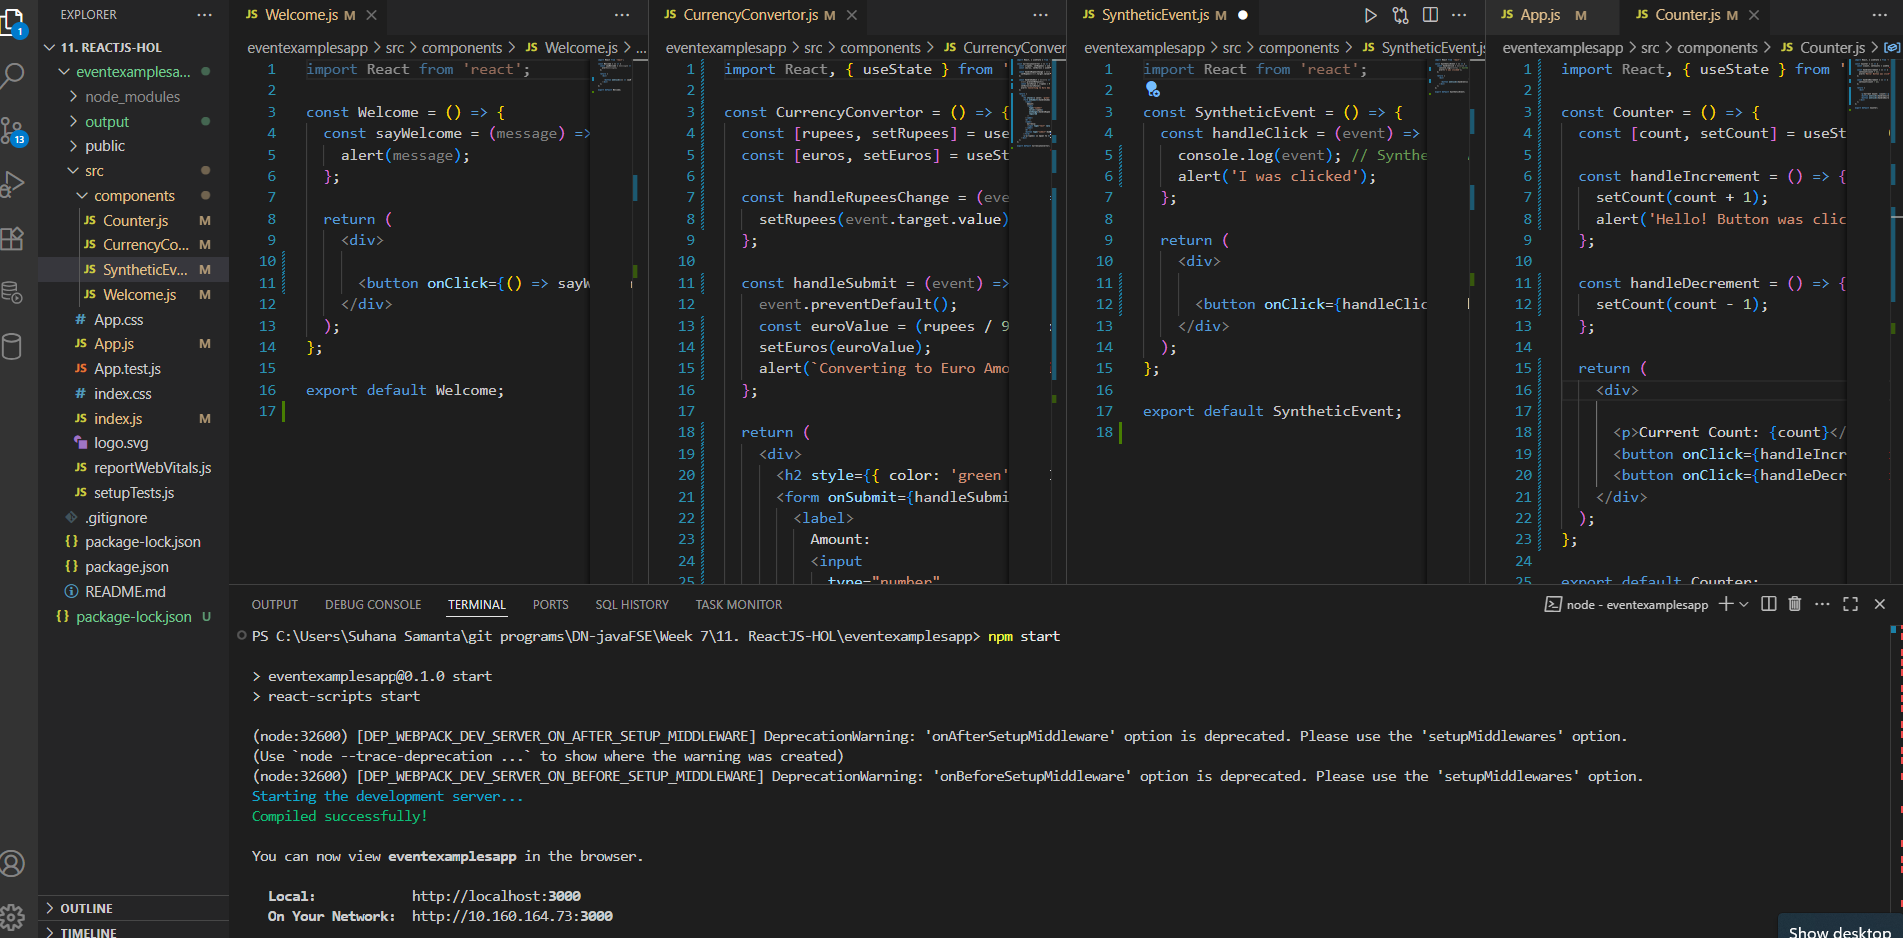 EXPLORER
11. REACTJS-HOL
eventexamplesa...
node_modules
output
public
src
components
Counter.js M
CurrencyCo... M
SyntheticEv... M
Welcome.js M
App.css
App.js M
App.test.js
index.css
index.js M
logo.svg
reportWebVitals.js
setupTests.js
.gitignore
package-lock.json
package.json
README.md
package-lock.json U
OUTLINE
TIMELINE
1
13
JS Welcome.js M
eventexamplesapp > src > components > JS Welcome.js > ...
1 import React from 'react';
2
3 const Welcome = () => {
4 const sayWelcome = (message) =>
5 alert(message);
6 };
7
8 return (
9 <div>
10
11 <button onClick={() => sayW
12 </div>
13 );
14 };
15
16 export default Welcome;
17
JS CurrencyConvertor.js M
eventexamplesapp > src > components > JS CurrencyConver
1 import React, { useState } from '
2
3 const CurrencyConvertor = () => {
4 const [rupees, setRupees] = use
5 const [euros, setEuros] = useSt
6
7 const handleRupeesChange = (eve
8 setRupees(event.target.value)
9 };
10
11 const handleSubmit = (event) =>
12 event.preventDefault();
13 const euroValue = (rupees / 9
14 setEuros(euroValue);
15 alert(`Converting to Euro Amo
16 };
17
18 return (
19 <div>
20 <h2 style={{ color: 'green'
21 <form onSubmit={handleSubmi
22 <label>
23 Amount:
24 <input
25 type="number"
JS SyntheticEvent.js M
eventexamplesapp > src > components > JS SyntheticEvent.js
1 import React from 'react';
2
3 const SyntheticEvent = () => {
4 const handleClick = (event) =>
5 console.log(event); // Synthe
6 alert('I was clicked');
7 };
8
9 return (
10 <div>
11
12 <button onClick={handleClic
13 </div>
14 );
15 };
16
17 export default SyntheticEvent;
18
JS App.js M
JS Counter.js M
eventexamplesapp > src > components > JS Counter.js >
1 import React, { useState } from '
2
3 const Counter = () => {
4 const [count, setCount] = useSt
5
6 const handleIncrement = () => {
7 setCount(count + 1);
8 alert('Hello! Button was clic
9 };
10
11 const handleDecrement = () => {
12 setCount(count - 1);
13 };
14
15 return (
16 <div>
17
18 <p>Current Count: {count}</
19 <button onClick={handleIncr
20 <button onClick={handleDecr
21 </div>
22 );
23 };
24
25 export default Counter;
OUTPUT DEBUG CONSOLE TERMINAL PORTS SQL HISTORY TASK MONITOR
node - eventexamplesapp
PS C:\Users\Suhana Samanta\git programs\DN-javaFSE\Week 7\11. ReactJS-HOL\eventexamplesapp> npm start
> eventexamplesapp@0.1.0 start
> react-scripts start
(node:32600) [DEP_WEBPACK_DEV_SERVER_ON_AFTER_SETUP_MIDDLEWARE] DeprecationWarning: 'onAfterSetupMiddleware' option is deprecated. Please use the 'setupMiddlewares' option.
(Use `node --trace-deprecation ...` to show where the warning was created)
(node:32600) [DEP_WEBPACK_DEV_SERVER_ON_BEFORE_SETUP_MIDDLEWARE] DeprecationWarning: 'onBeforeSetupMiddleware' option is deprecated. Please use the 'setupMiddlewares' option.
Starting the development server...
Compiled successfully!
You can now view eventexamplesapp in the browser.
Local: http://localhost:3000
On Your Network: http://10.160.164.73:3000
Show desktop